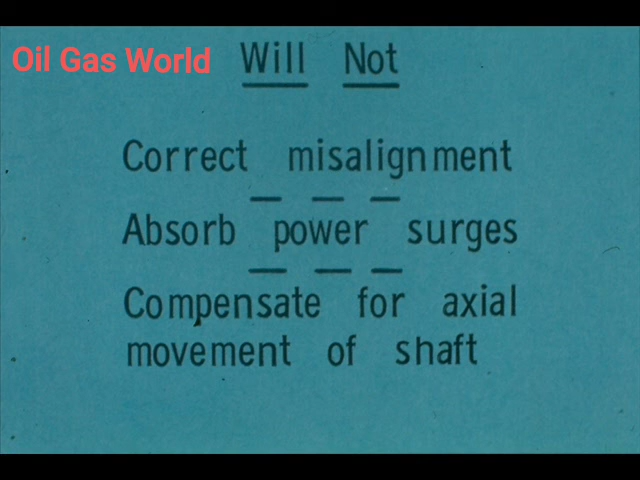 Oil Gas World
Will Not
Correct misalignment
Absorb power surges
Compensate for axial
movement of shaft